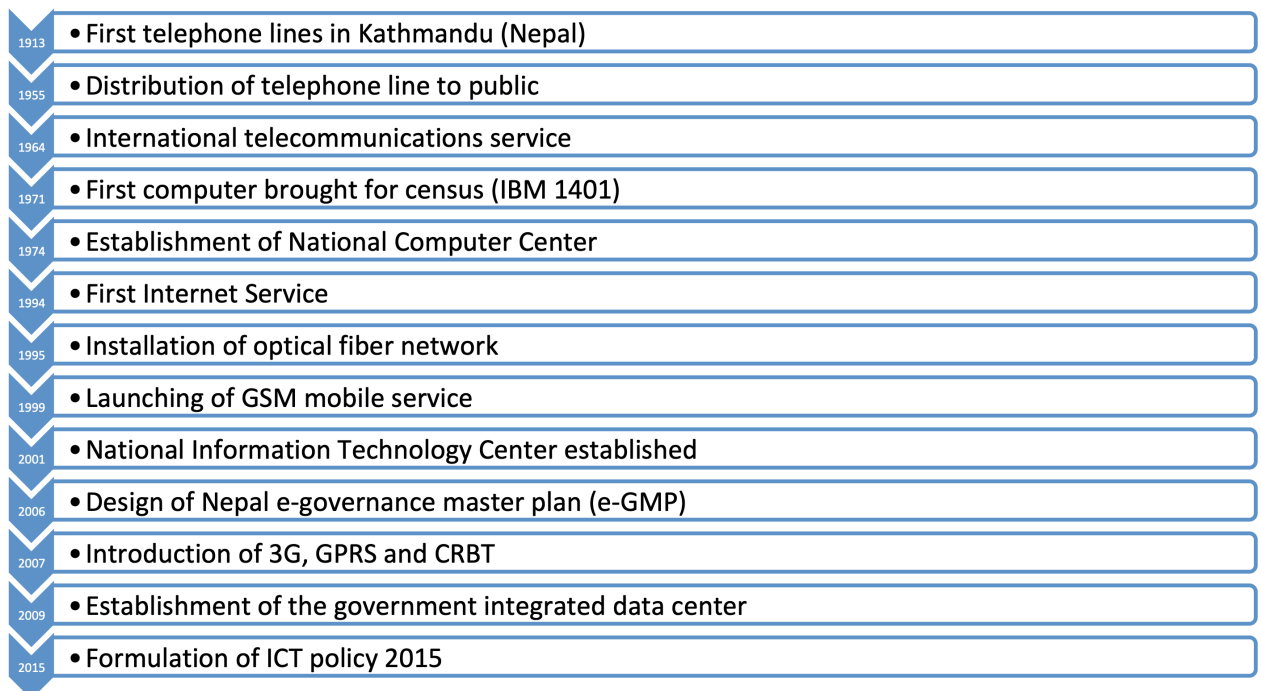 1913 • First telephone lines in Kathmandu (Nepal)
1955 • Distribution of telephone line to public
1964 • International telecommunications service
1971 • First computer brought for census (IBM 1401)
1974 • Establishment of National Computer Center
1994 • First Internet Service
1995 • Installation of optical fiber network
1999 • Launching of GSM mobile service
2001 • National Information Technology Center established
2006 • Design of Nepal e-governance master plan (e-GMP)
2007 • Introduction of 3G, GPRS and CRBT
2009 • Establishment of the government integrated data center
2015 • Formulation of ICT policy 2015